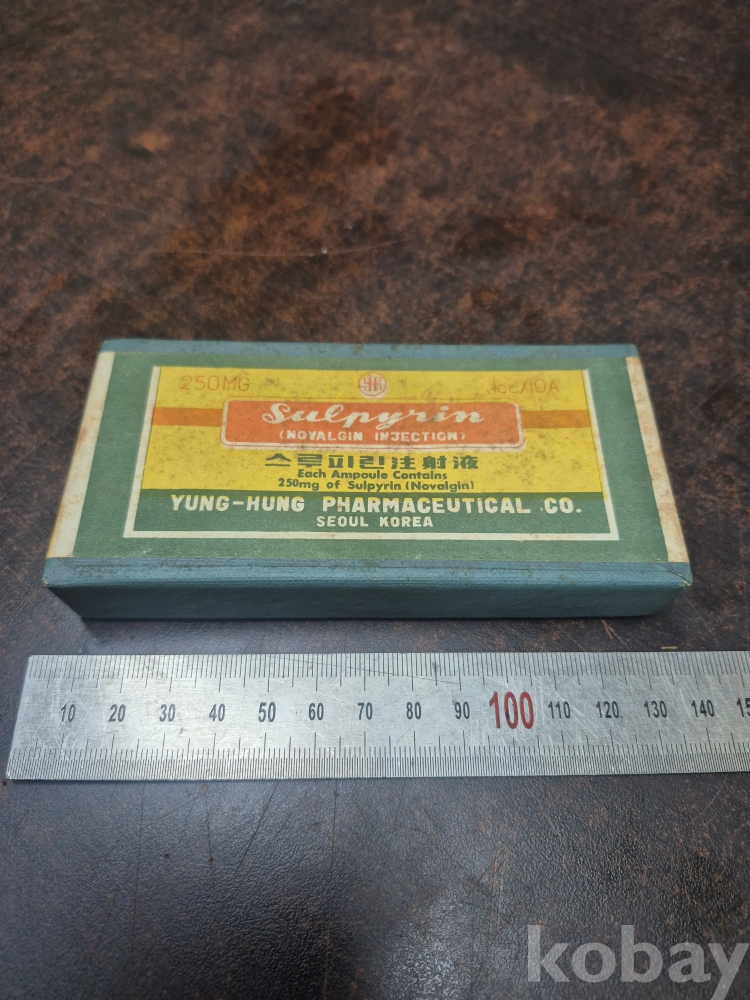 250MG 1ccX10A
Sulpyrin
(NOVALGIN INJECTION)
스루피린注射液
Each Ampoule Contains
250mg of Sulpyrin (Novalgin)
YUNG-HUNG PHARMACEUTICAL CO.
SEOUL KOREA
10 20 30 40 50 60 70 80 90 100 110 120 130 140
kobay